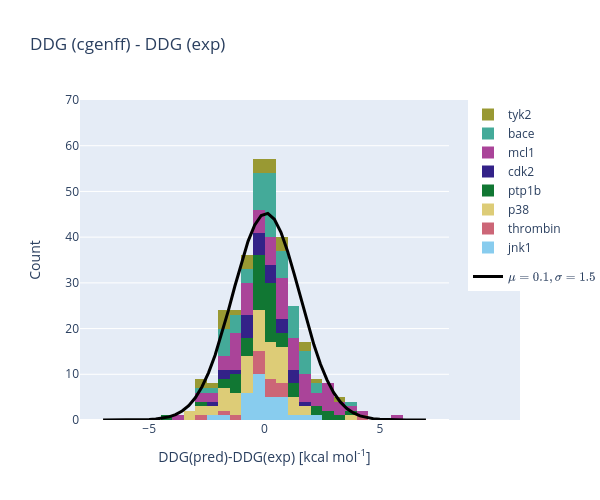 DDG (cgenff) - DDG (exp)
70
60
50
40
30
20
10
0
Count
−5
0
5
DDG(pred)-DDG(exp) [kcal mol⁻¹]
tyk2
bace
mcl1
cdk2
ptp1b
p38
thrombin
jnk1
μ = 0.1, σ = 1.5